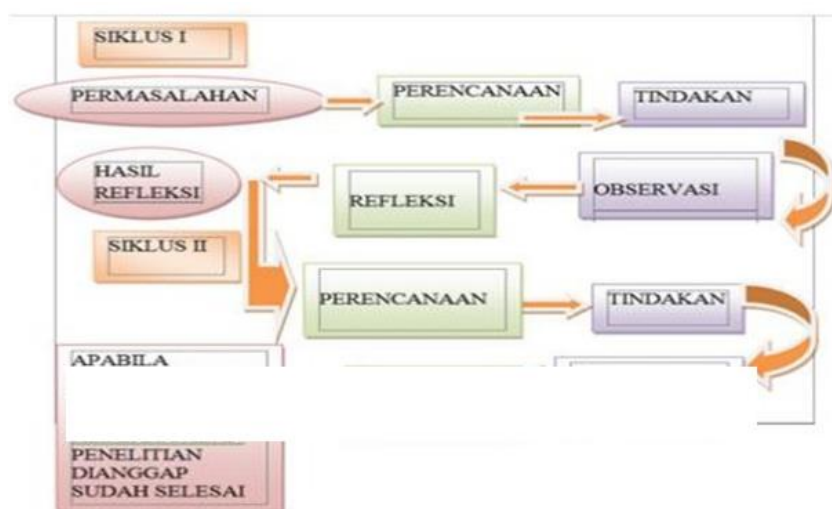 SIKLUS I
PERMASALAHAN
PERENCANAAN
TINDAKAN
HASIL
REFLEKSI
REFLEKSI
OBSERVASI
SIKLUS II
PERENCANAAN
TINDAKAN
APABILA
PENELITIAN
DIANGGAP
SUDAH SELESAI